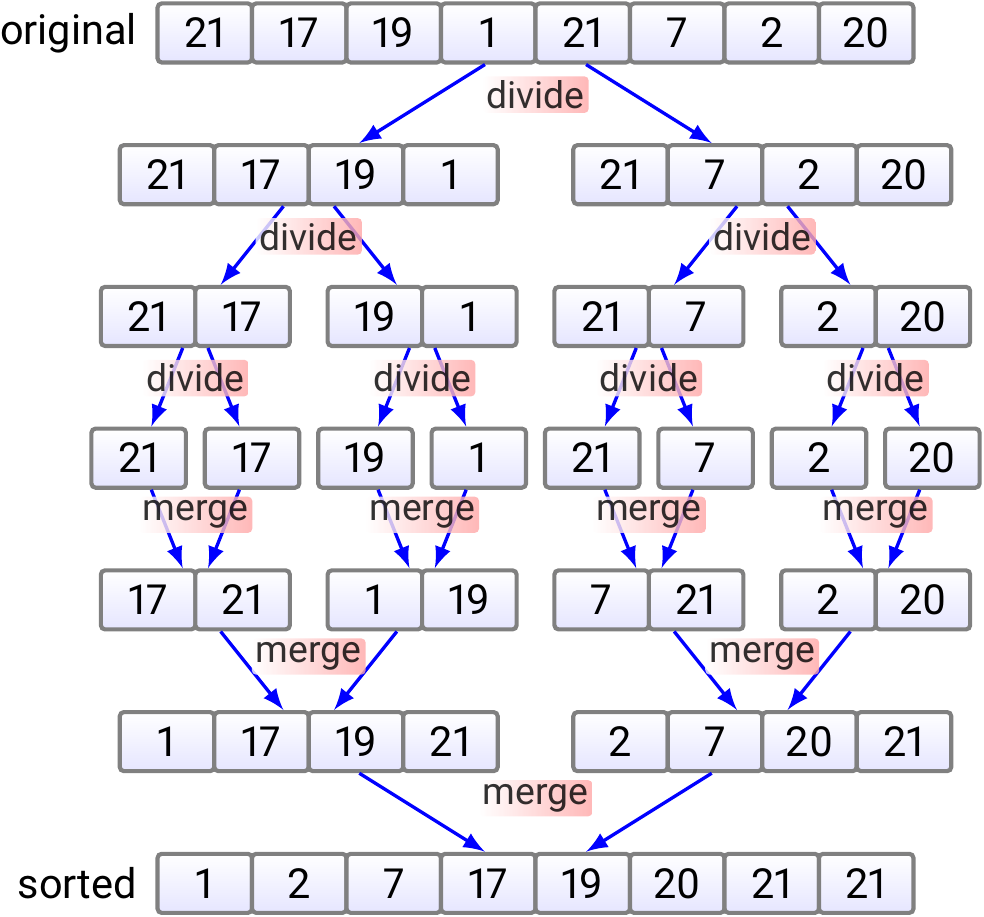 original 21 17 19 1 21 7 2 20
divide
21 17 19 1 21 7 2 20
divide divide
21 17 19 1 21 7 2 20
divide divide divide divide
21 17 19 1 21 7 2 20
merge merge merge merge
17 21 1 19 7 21 2 20
merge merge
1 17 19 21 2 7 20 21
merge
sorted 1 2 7 17 19 20 21 21